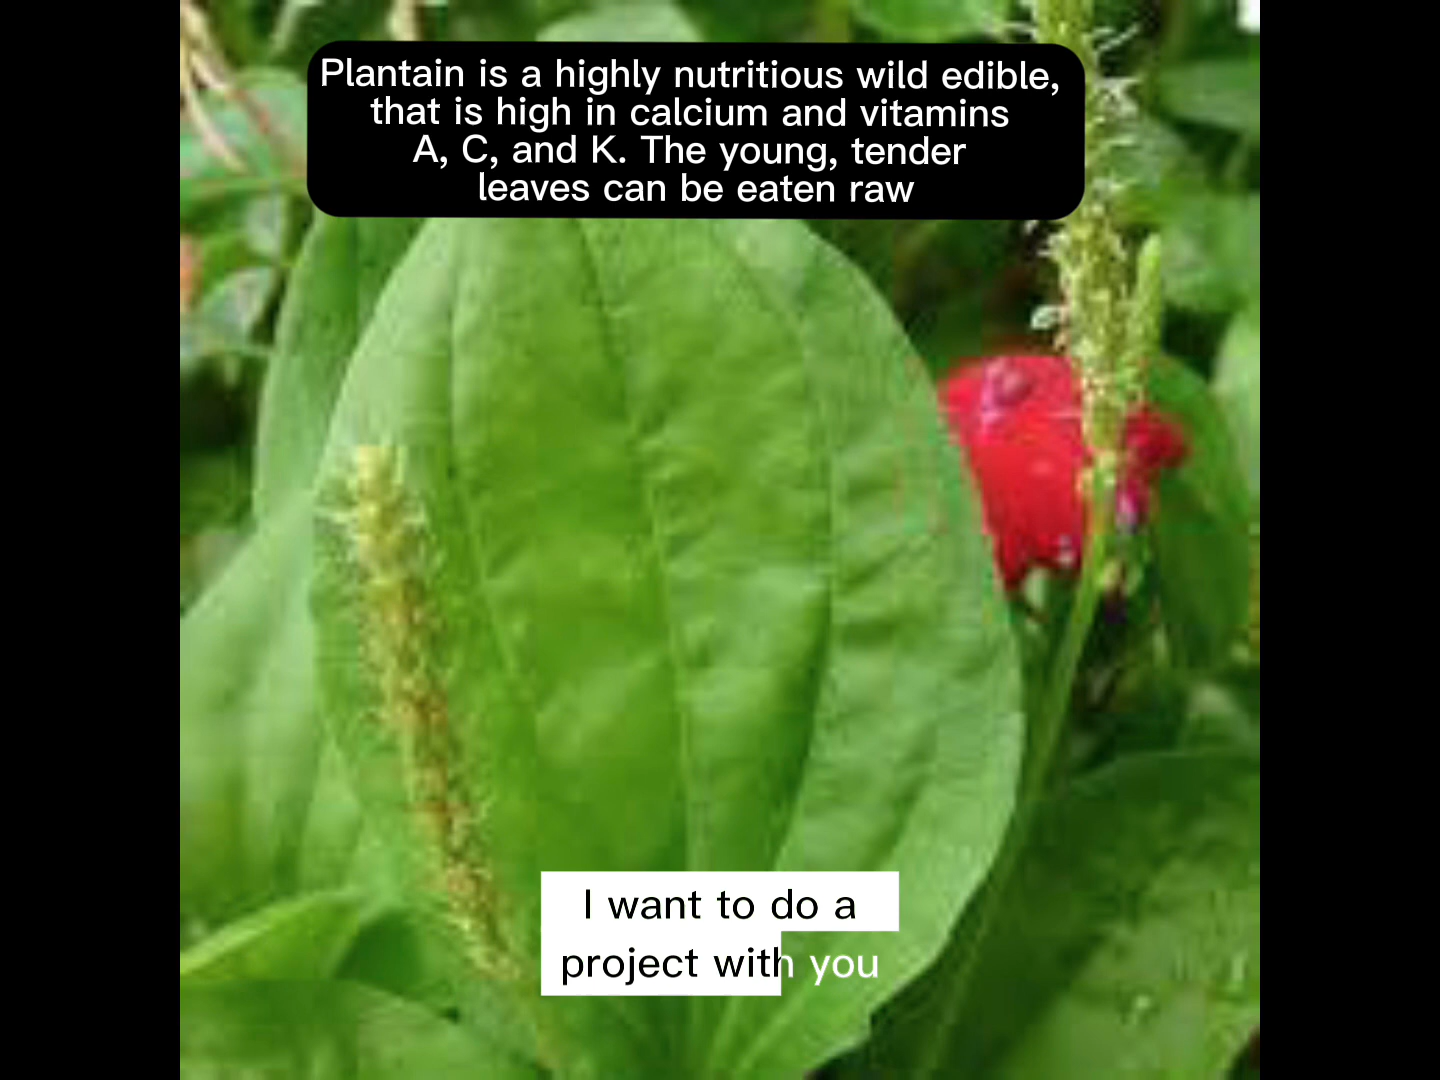 Plantain is a highly nutritious wild edible,
that is high in calcium and vitamins
A, C, and K. The young, tender
leaves can be eaten raw
I want to do a
project with you